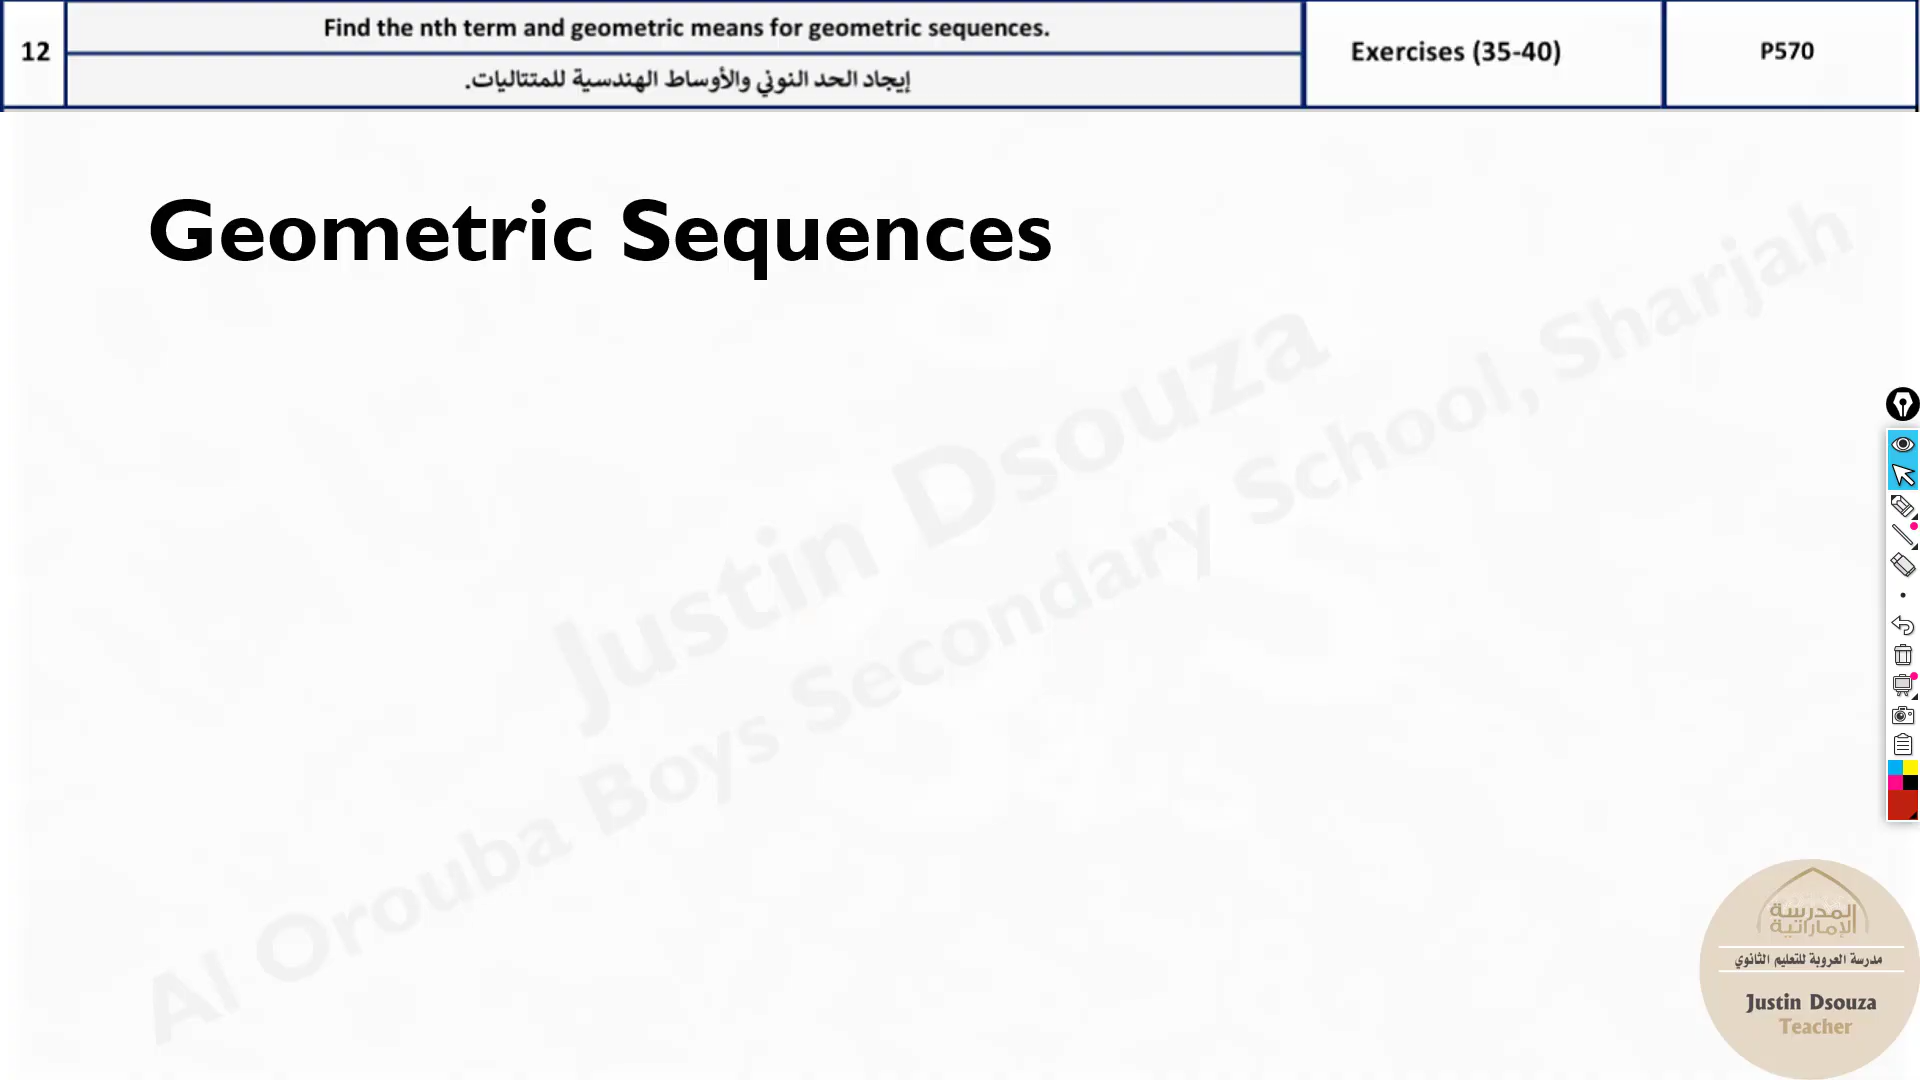 12
Find the nth term and geometric means for geometric sequences.
إيجاد الحد النوني والأوساط الهندسية للمتتاليات.
Exercises (35-40)
P570
Geometric Sequences
Justin Dsouza
Al Orouba Boys Secondary School, Sharjah
المدرسة
الإماراتية
مدرسة العروبة للتعليم الثانوي
Justin Dsouza
Teacher